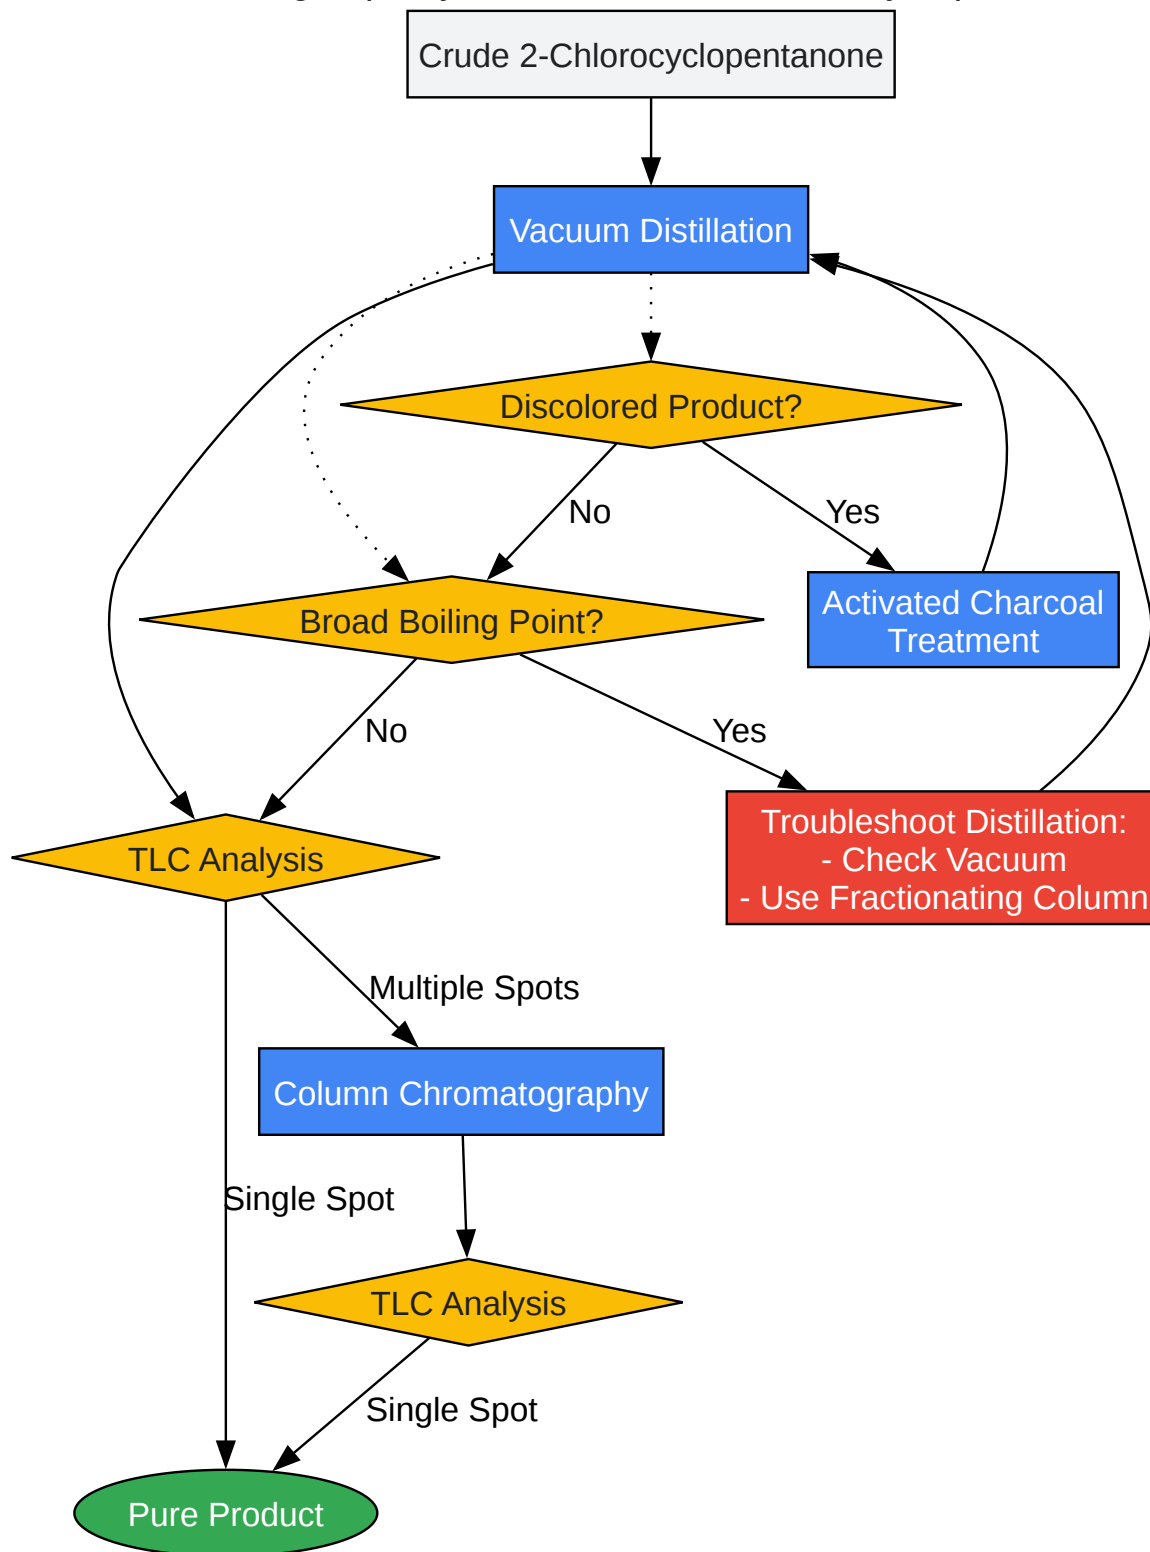 Crude 2-Chlorocyclopentanone
Vacuum Distillation
Discolored Product?
No
Yes
Broad Boiling Point?
Activated Charcoal
Treatment
No
Yes
TLC Analysis
Troubleshoot Distillation:
- Check Vacuum
- Use Fractionating Column
Multiple Spots
Column Chromatography
Single Spot
TLC Analysis
Single Spot
Pure Product